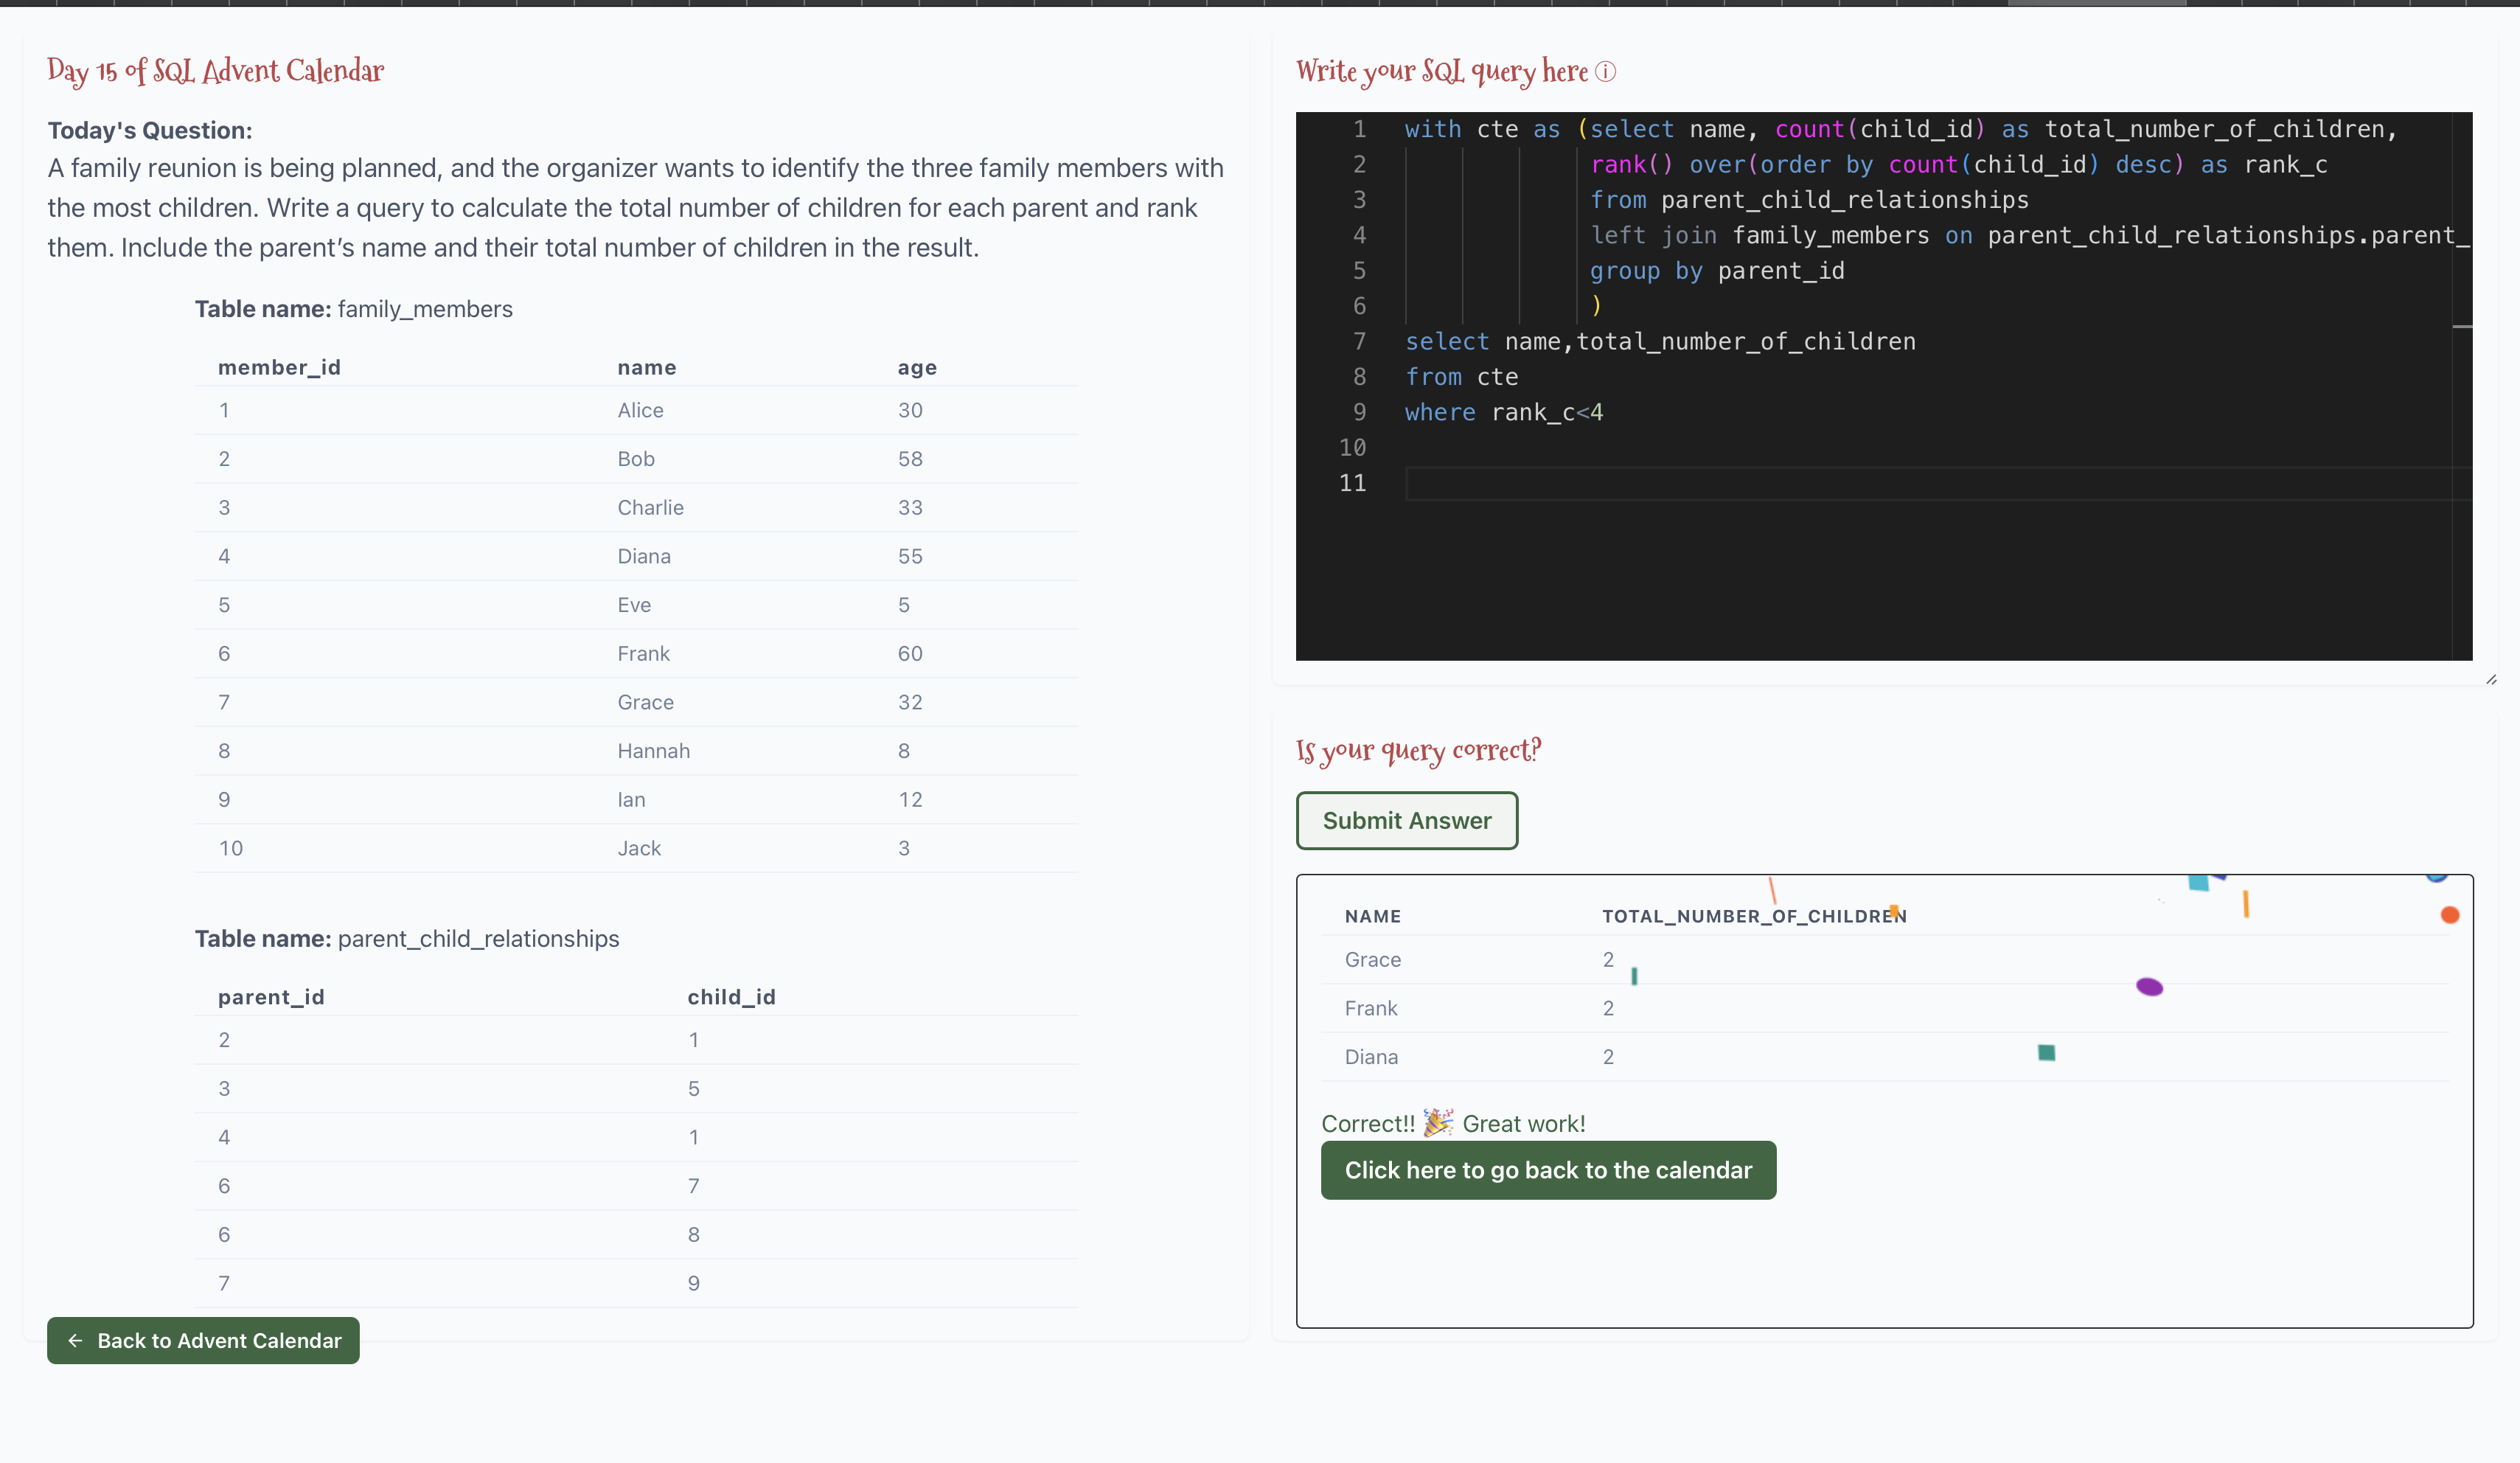 Day 15 of SQL Advent Calendar
Today's Question:
A family reunion is being planned, and the organizer wants to identify the three family members with
the most children. Write a query to calculate the total number of children for each parent and rank
them. Include the parent’s name and their total number of children in the result.
Table name: family_members
member_id name age
1 Alice 30
2 Bob 58
3 Charlie 33
4 Diana 55
5 Eve 5
6 Frank 60
7 Grace 32
8 Hannah 8
9 Ian 12
10 Jack 3
Table name: parent_child_relationships
parent_id child_id
2 1
3 5
4 1
6 7
6 8
7 9
← Back to Advent Calendar
Write your SQL query here ⓘ
1 with cte as (select name, count(child_id) as total_number_of_children,
2 rank() over(order by count(child_id) desc) as rank_c
3 from parent_child_relationships
4 left join family_members on parent_child_relationships.parent_
5 group by parent_id
6 )
7 select name,total_number_of_children
8 from cte
9 where rank_c<4
10
11
Is your query correct?
Submit Answer
NAME TOTAL_NUMBER_OF_CHILDREN
Grace 2
Frank 2
Diana 2
Correct!! 🎉 Great work!
Click here to go back to the calendar